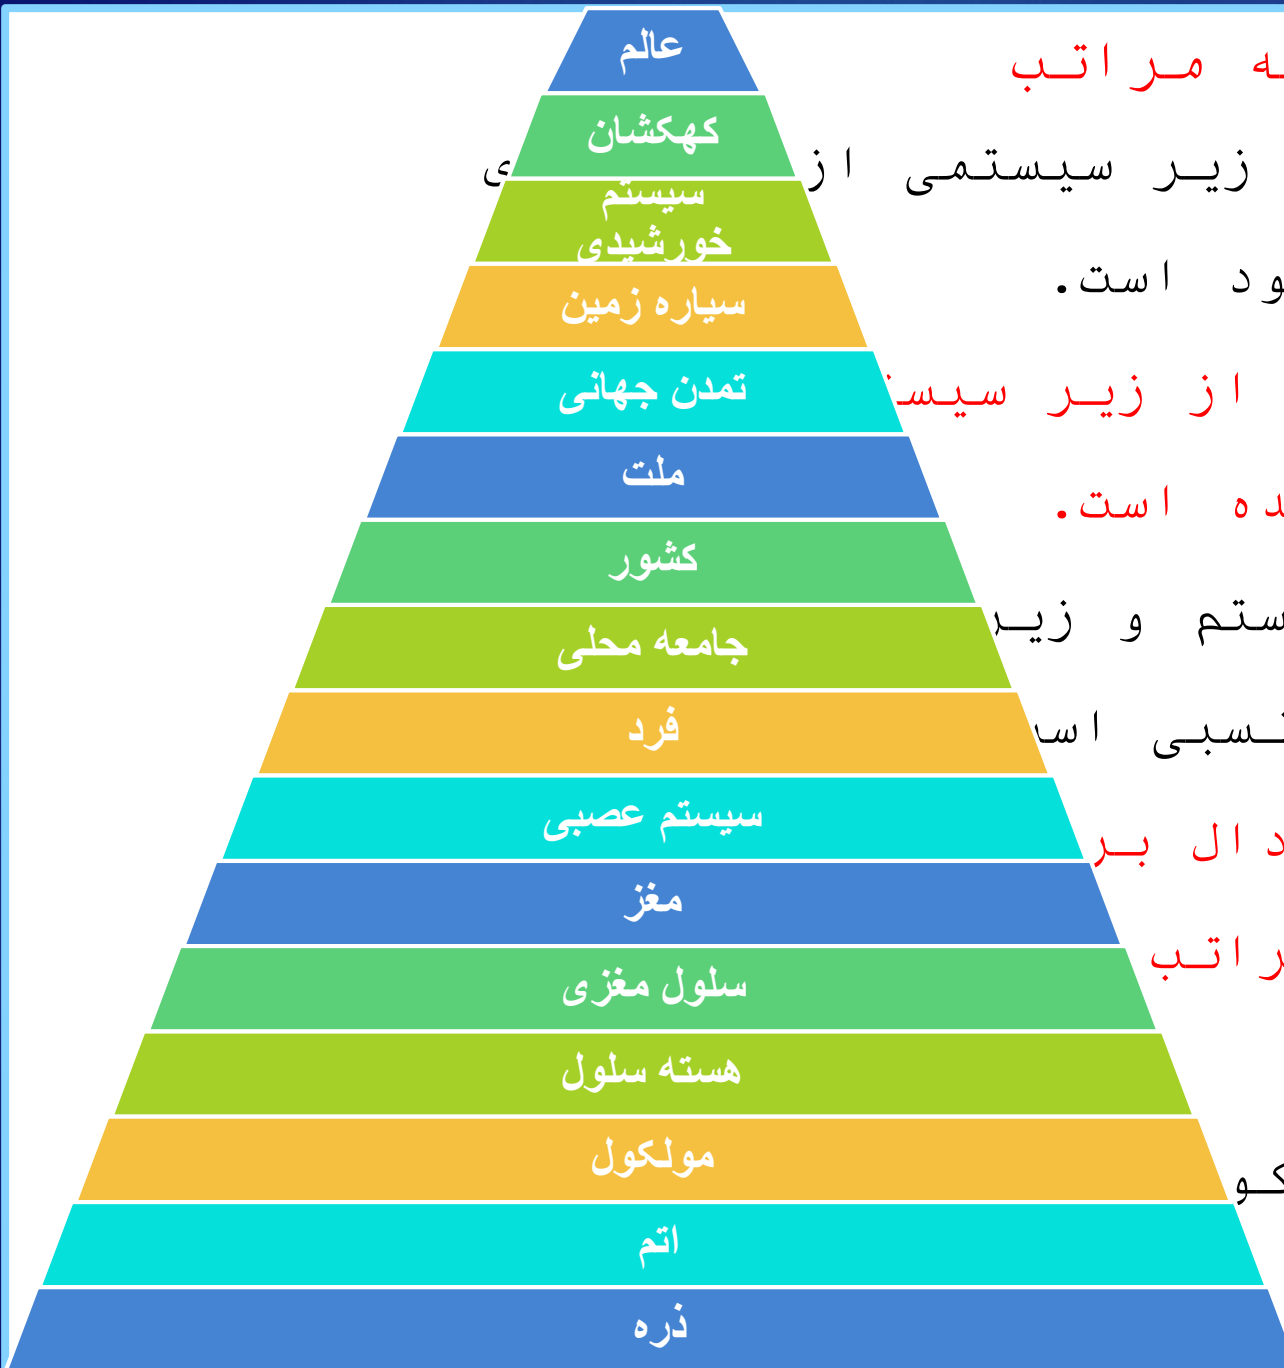 عالم
کهکشان
سیستم
خورشیدی
سیاره زمین
تمدن جهانی
ملت
کشور
جامعه محلی
فرد
سیستم عصبی
مغز
سلول مغزی
هسته سلول
مولکول
اتم
ذره
مراتب
زیر سیستمی از
است.
از زیر
است.
و زیر
دال بر